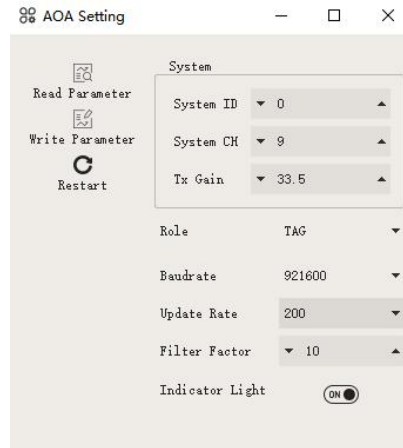 AOA Setting
Read Parameter
Write Parameter
Restart
System
System ID 0
System CH 9
Tx Gain 33.5
Role TAG
Baudrate 921600
Update Rate 200
Filter Factor 10
Indicator Light ON